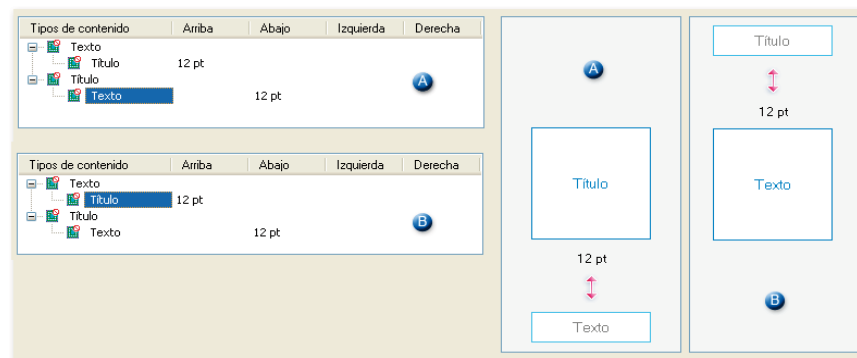 Tipos de contenido Arriba Abajo Izquierda Derecha
Texto
Título 12 pt
Título
Texto 12 pt
A
Tipos de contenido Arriba Abajo Izquierda Derecha
Texto
Título 12 pt
Título
Texto 12 pt
B
A
Título
12 pt
Texto
Título
12 pt
Texto
B